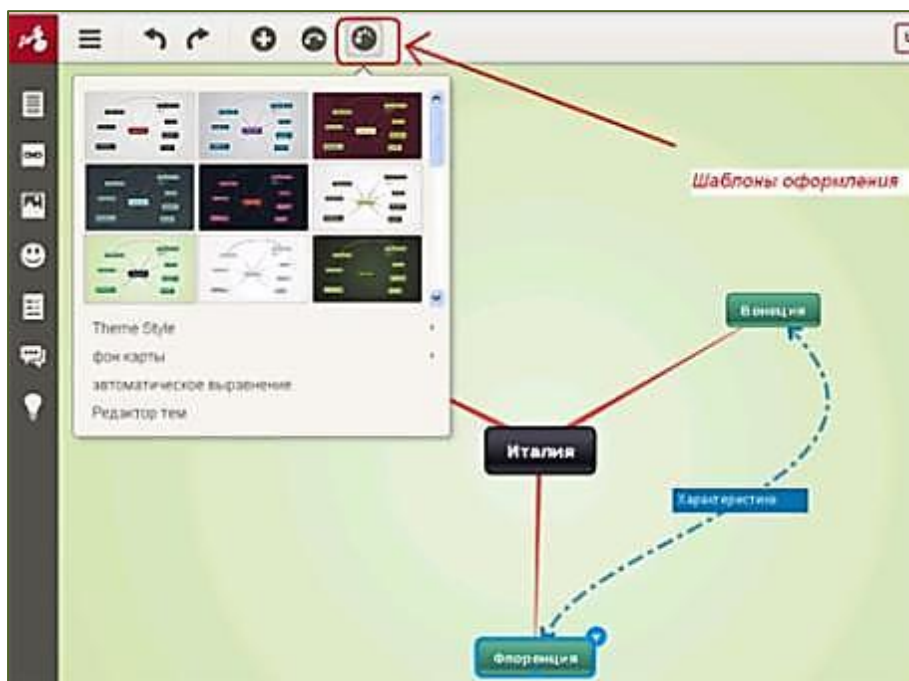 Шаблоны оформления
Theme Style
фон карты
автоматическое выравнение
Редактор тем
Венеция
Италия
Характеристика
Флоренция